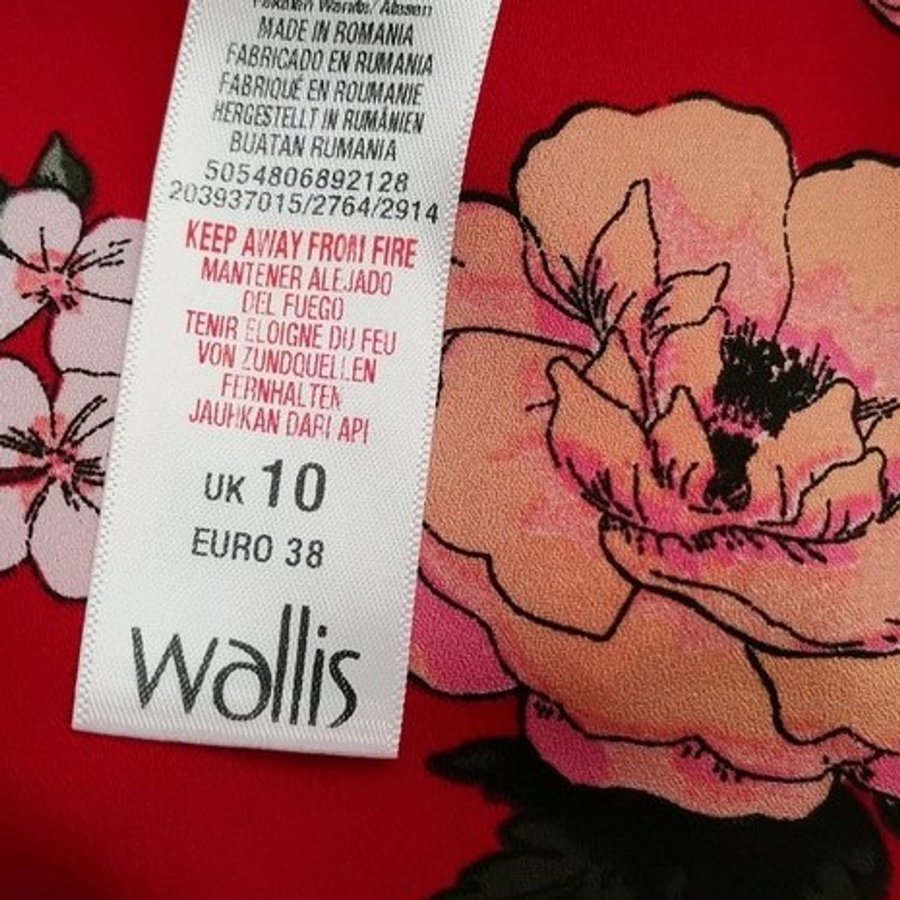 Pakaian Wanita/
MADE IN ROMANIA
FABRICADO EN RUMANIA
FABRIQUÉ EN ROUMANIE
HERGESTELLT IN RUMÄNIEN
BUATAN RUMANIA
5054806892128
203937015/2764/2914
KEEP AWAY FROM FIRE
MANTENER ALEJADO
DEL FUEGO
TENIR ELOIGNE DU FEU
VON ZUNDQUELLEN
FERNHALTEN
JAUHKAN DARI API
UK 10
EURO 38
wallis